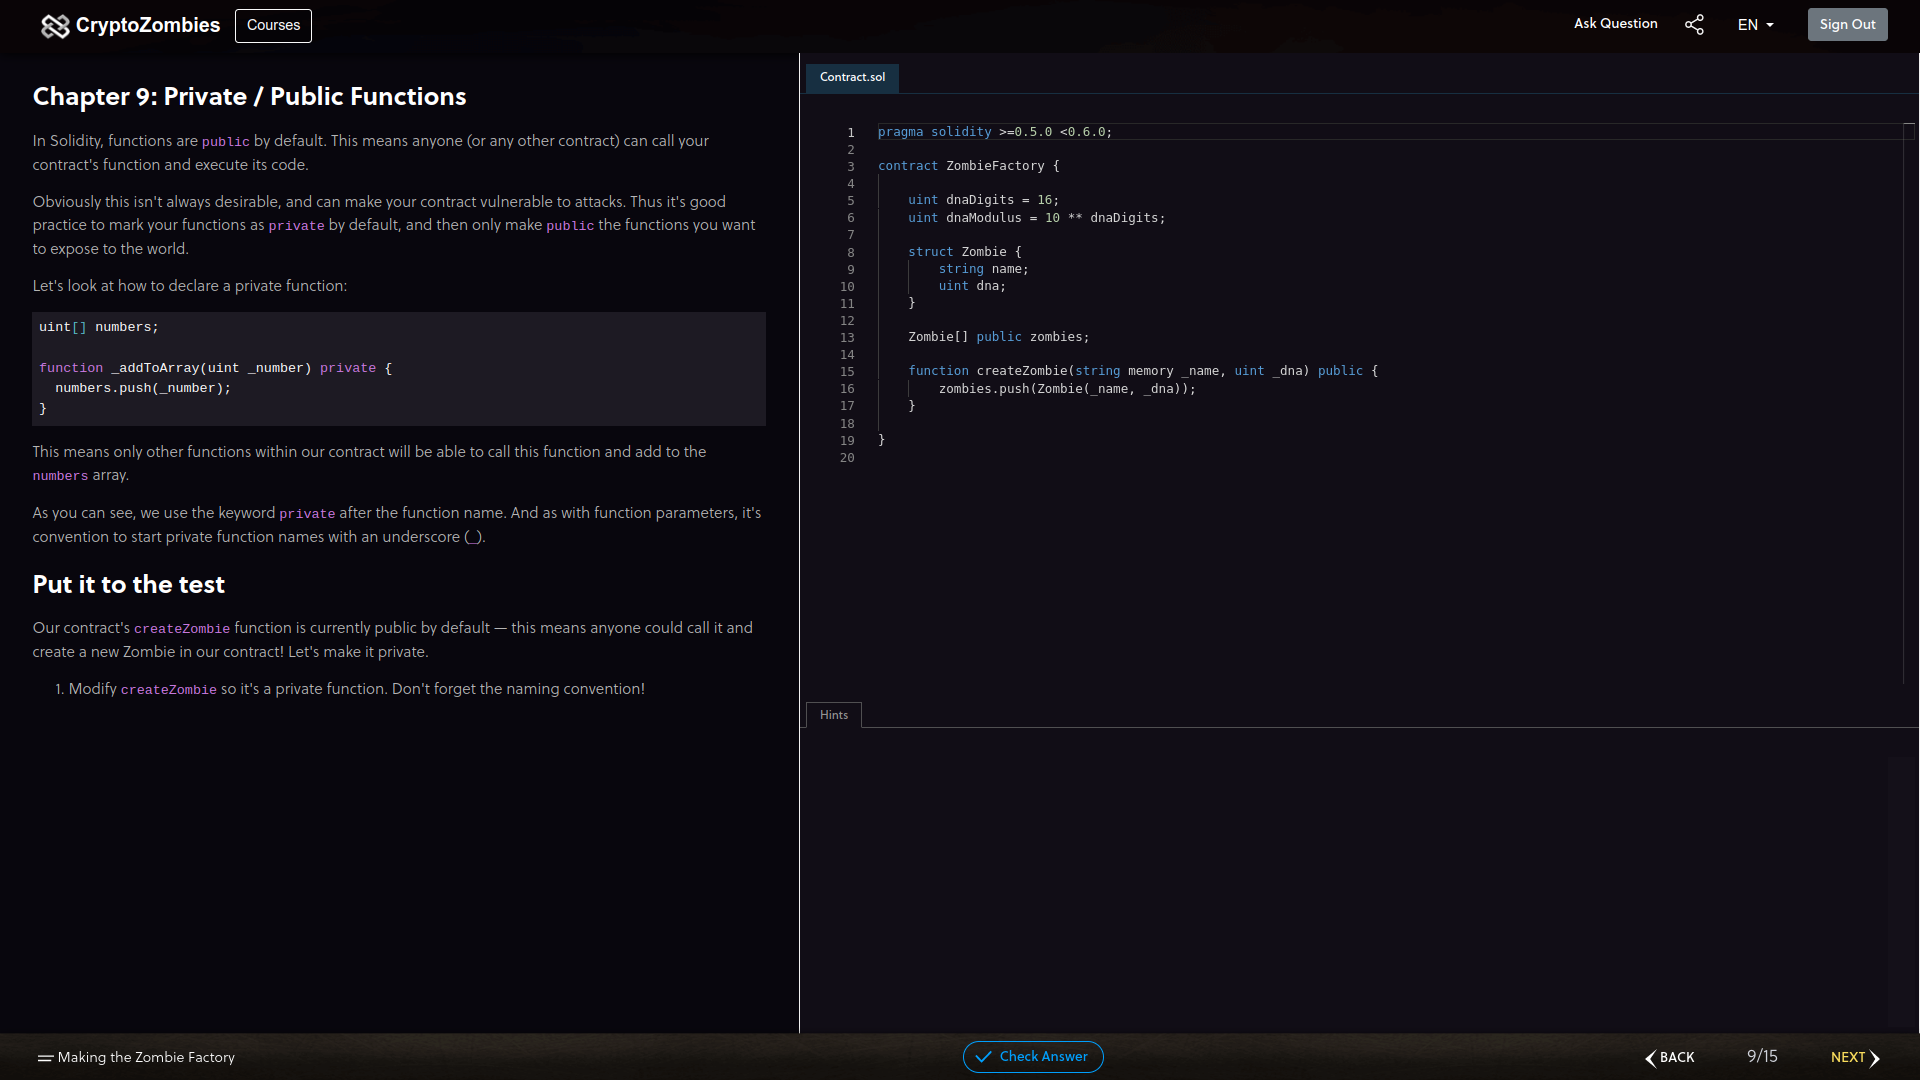 CryptoZombies
Courses
Ask Question
EN
Sign Out
Chapter 9: Private / Public Functions
In Solidity, functions are public by default. This means anyone (or any other contract) can call your
contract's function and execute its code.
Obviously this isn't always desirable, and can make your contract vulnerable to attacks. Thus it's good
practice to mark your functions as private by default, and then only make public the functions you want
to expose to the world.
Let's look at how to declare a private function:
uint[] numbers;
function _addToArray(uint _number) private {
numbers.push(_number);
}
This means only other functions within our contract will be able to call this function and add to the
numbers array.
As you can see, we use the keyword private after the function name. And as with function parameters, it's
convention to start private function names with an underscore (_).
Put it to the test
Our contract's createZombie function is currently public by default — this means anyone could call it and
create a new Zombie in our contract! Let's make it private.
1. Modify createZombie so it's a private function. Don't forget the naming convention!
Contract.sol
1 pragma solidity >=0.5.0 <0.6.0;
2
3 contract ZombieFactory {
4
5 uint dnaDigits = 16;
6 uint dnaModulus = 10 ** dnaDigits;
7
8 struct Zombie {
9 string name;
10 uint dna;
11 }
12
13 Zombie[] public zombies;
14
15 function createZombie(string memory _name, uint _dna) public {
16 zombies.push(Zombie(_name, _dna));
17 }
18
19 }
20
Hints
Making the Zombie Factory
Check Answer
BACK
9/15
NEXT